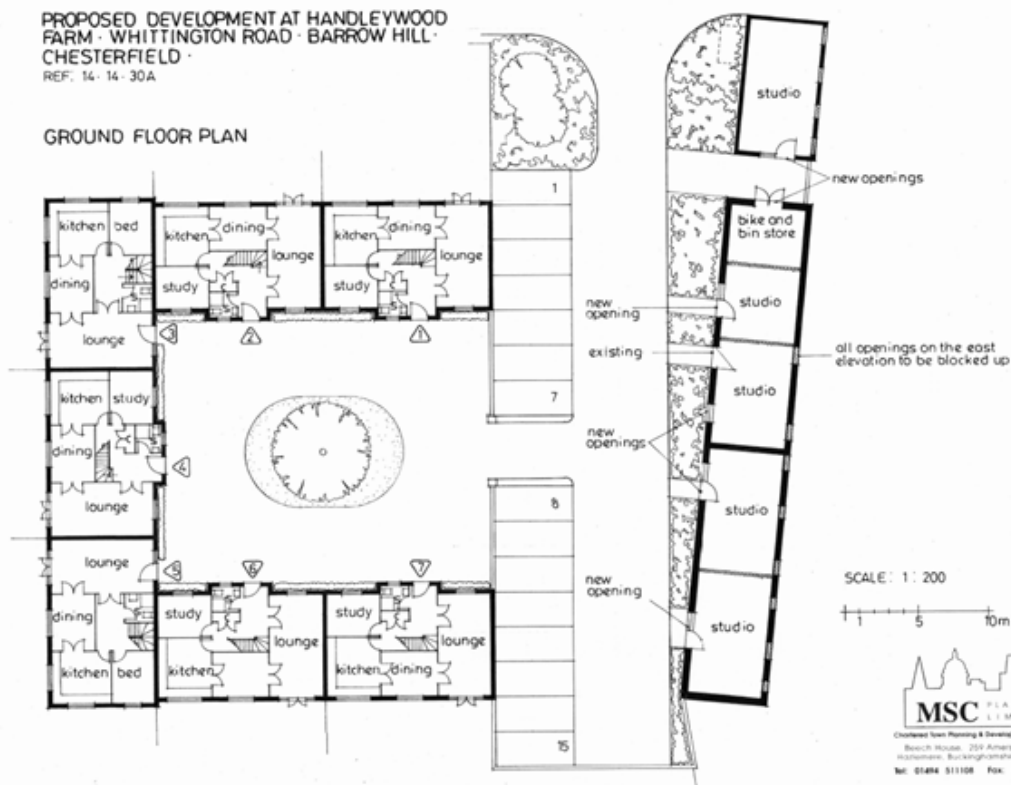 PROPOSED DEVELOPMENT AT HANDLEYWOOD
FARM · WHITTINGTON ROAD · BARROW HILL ·
CHESTERFIELD ·
REF: 14 · 14 · 30A
GROUND FLOOR PLAN
studio
new openings
1
bike and
bin store
kitchen
bed
kitchen
dining
kitchen
dining
lounge
lounge
dining
study
study
studio
new
opening
lounge
3
2
1
existing
all openings on the east
elevation to be blocked up
studio
kitchen
study
7
new
openings
dining
4
8
lounge
studio
lounge
5
6
7
new
opening
SCALE: 1 : 200
study
study
dining
lounge
lounge
studio
1
5
10m
kitchen
bed
kitchen
kitchen
dining
MSC
15
Chartered Town Planning &
Beech House, 259
Buckinghamshire
Tel: 01494 511108 Fax: